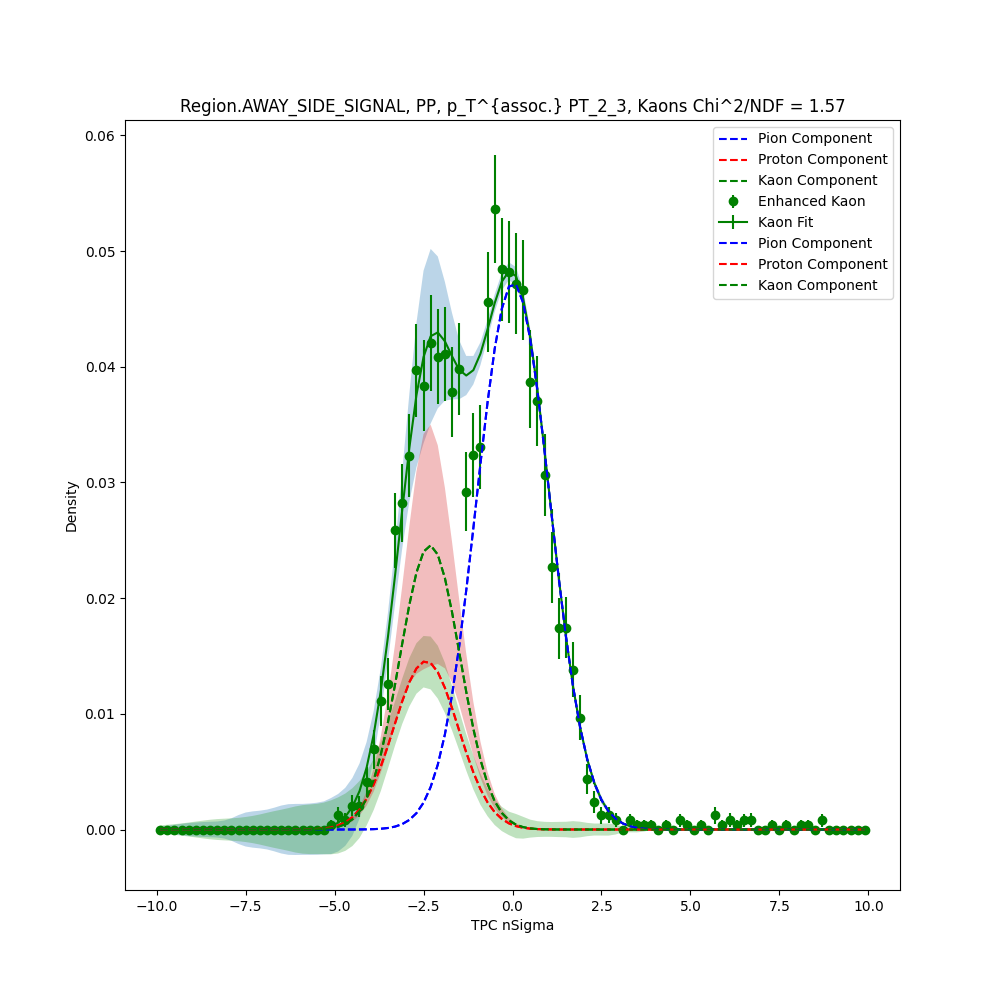 Region.AWAY_SIDE_SIGNAL, PP, p_T^{assoc.} PT_2_3, Kaons Chi^2/NDF = 1.57
Pion Component
Proton Component
Kaon Component
Enhanced Kaon
Kaon Fit
Pion Component
Proton Component
Kaon Component
0.06
0.05
0.04
0.03
0.02
0.01
0.00
Density
−10.0 −7.5 −5.0 −2.5 0.0 2.5 5.0 7.5 10.0
TPC nSigma